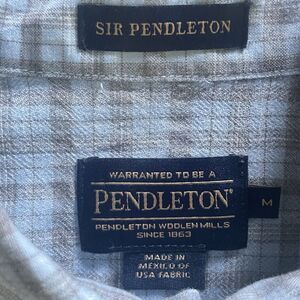 SIR PENDLETON
WARRANTED TO BE A
PENDLETON®
M
PENDLETON WOOLEN MILLS
SINCE 1863
MADE IN
MEXICO OF
USA FABRIC